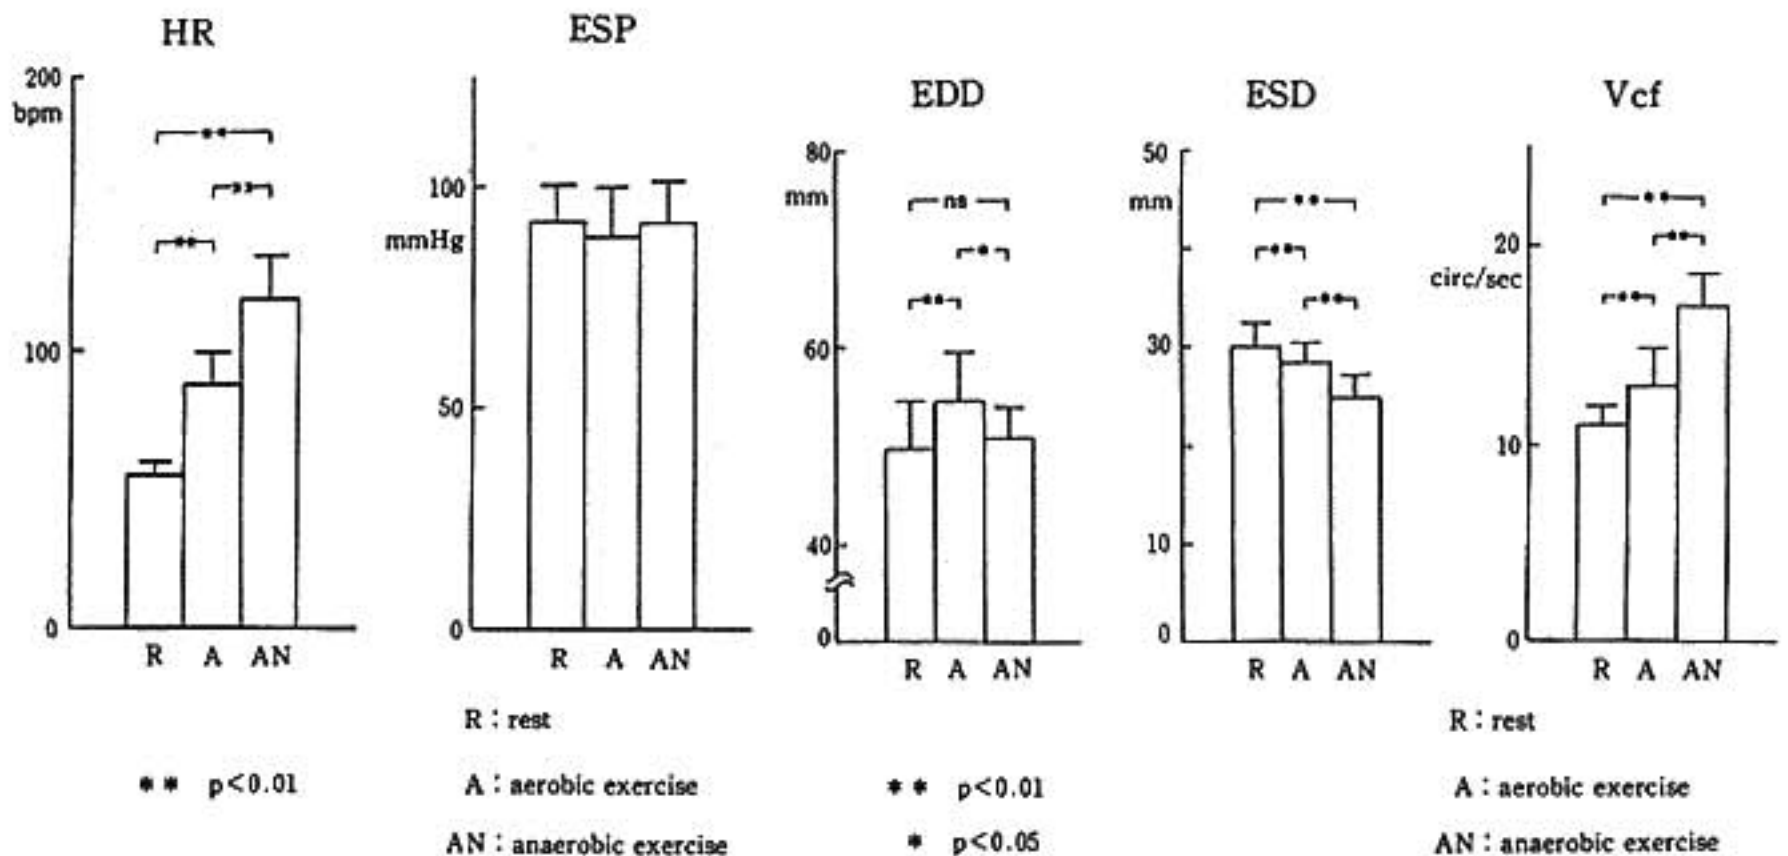 HR
200
bpm
**
**
**
100
0
R A AN
ESP
100
mmHg
50
0
R A AN
EDD
80
mm
ns
*
**
60
40
0
R A AN
ESD
50
mm
**
**
**
30
10
0
R A AN
Vcf
20
circ/sec
**
**
**
10
0
R A AN
** p<0.01
R : rest
A : aerobic exercise
AN : anaerobic exercise
** p<0.01
* p<0.05
R : rest
A : aerobic exercise
AN : anaerobic exercise